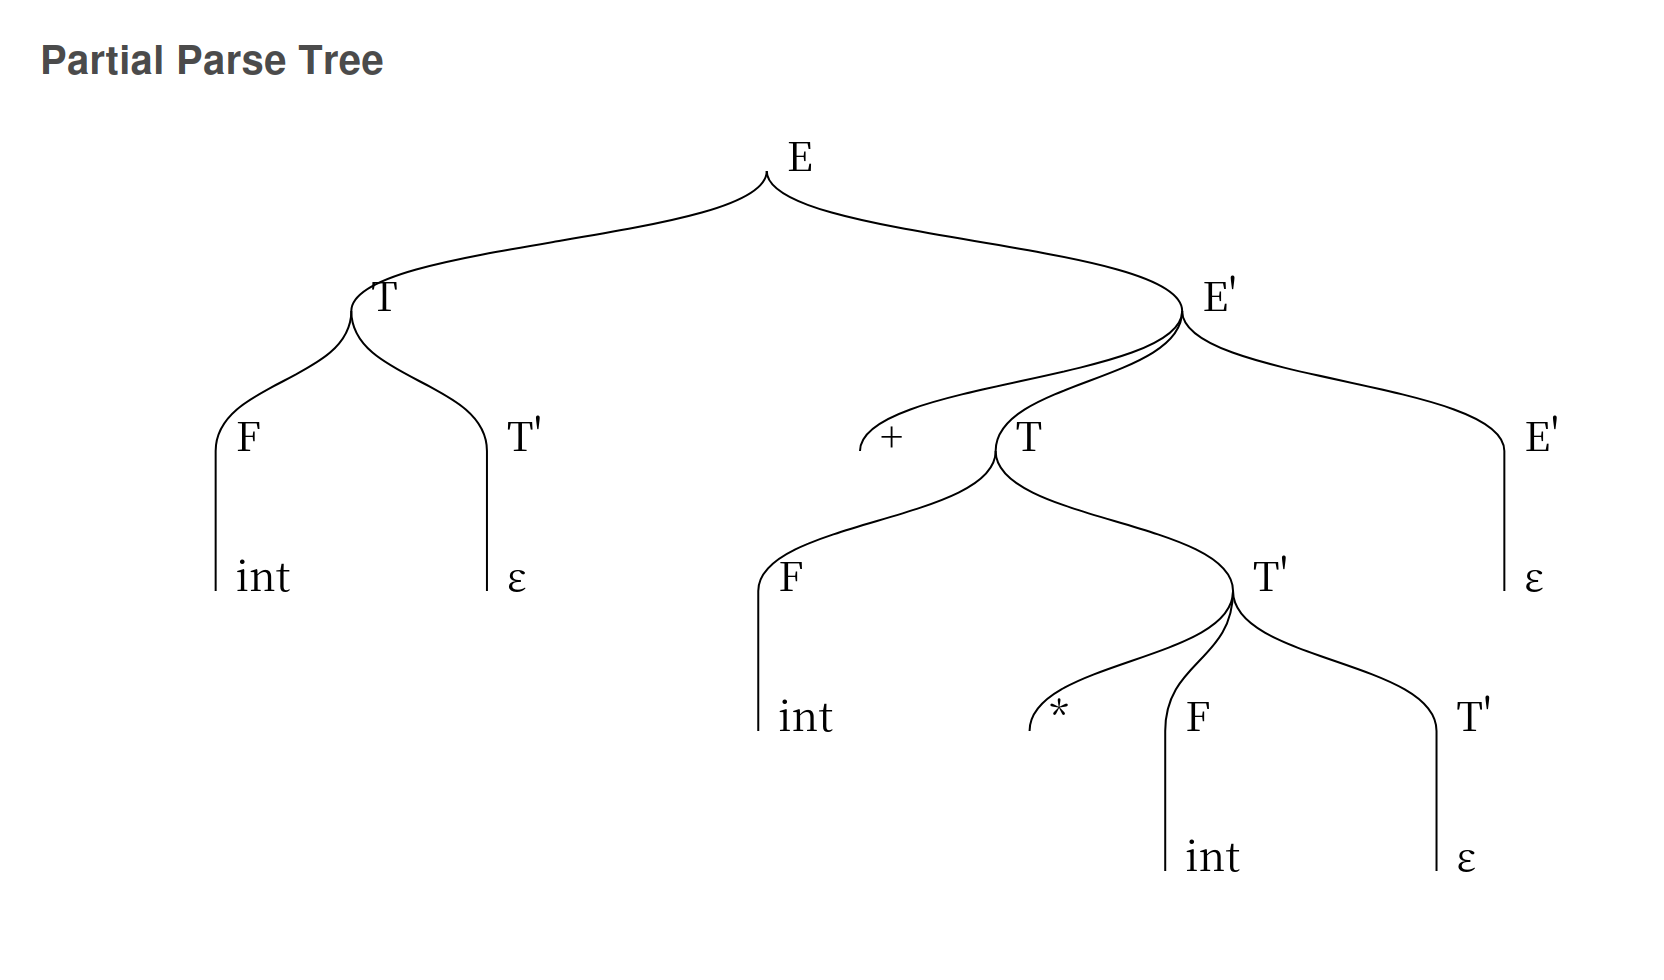 Partial Parse Tree
E
T E'
F T' + T E'
int ε F T' ε
int * F T'
int ε